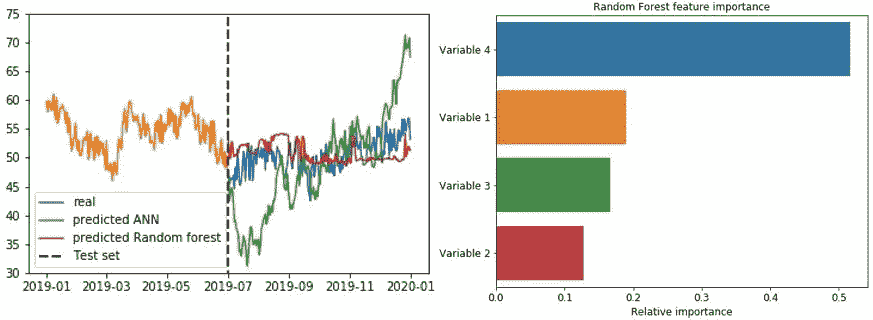 75
70
65
60
55
50
45
40
35
30
real
predicted ANN
predicted Random forest
Test set
2019-01 2019-03 2019-05 2019-07 2019-09 2019-11 2020-01
Random Forest feature importance
Variable 4
Variable 1
Variable 3
Variable 2
0.0 0.1 0.2 0.3 0.4 0.5
Relative importance